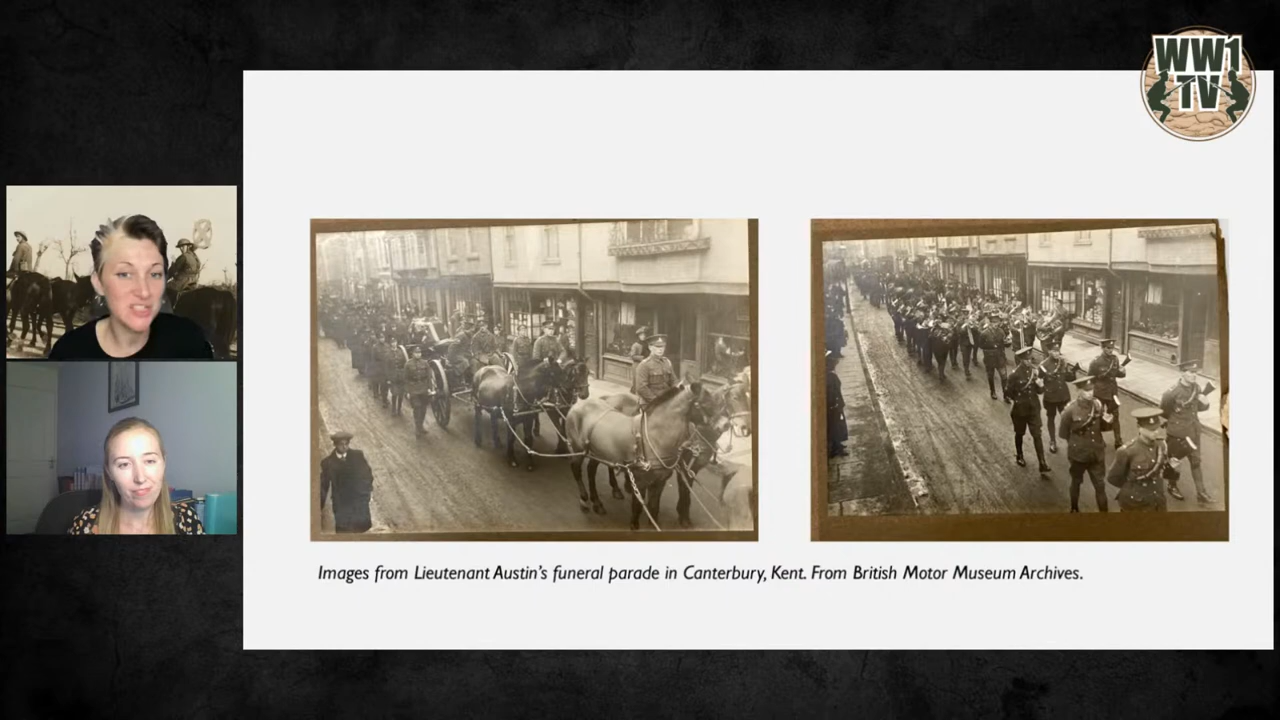 WW1
TV
Images from Lieutenant Austin's funeral parade in Canterbury, Kent. From British Motor Museum Archives.